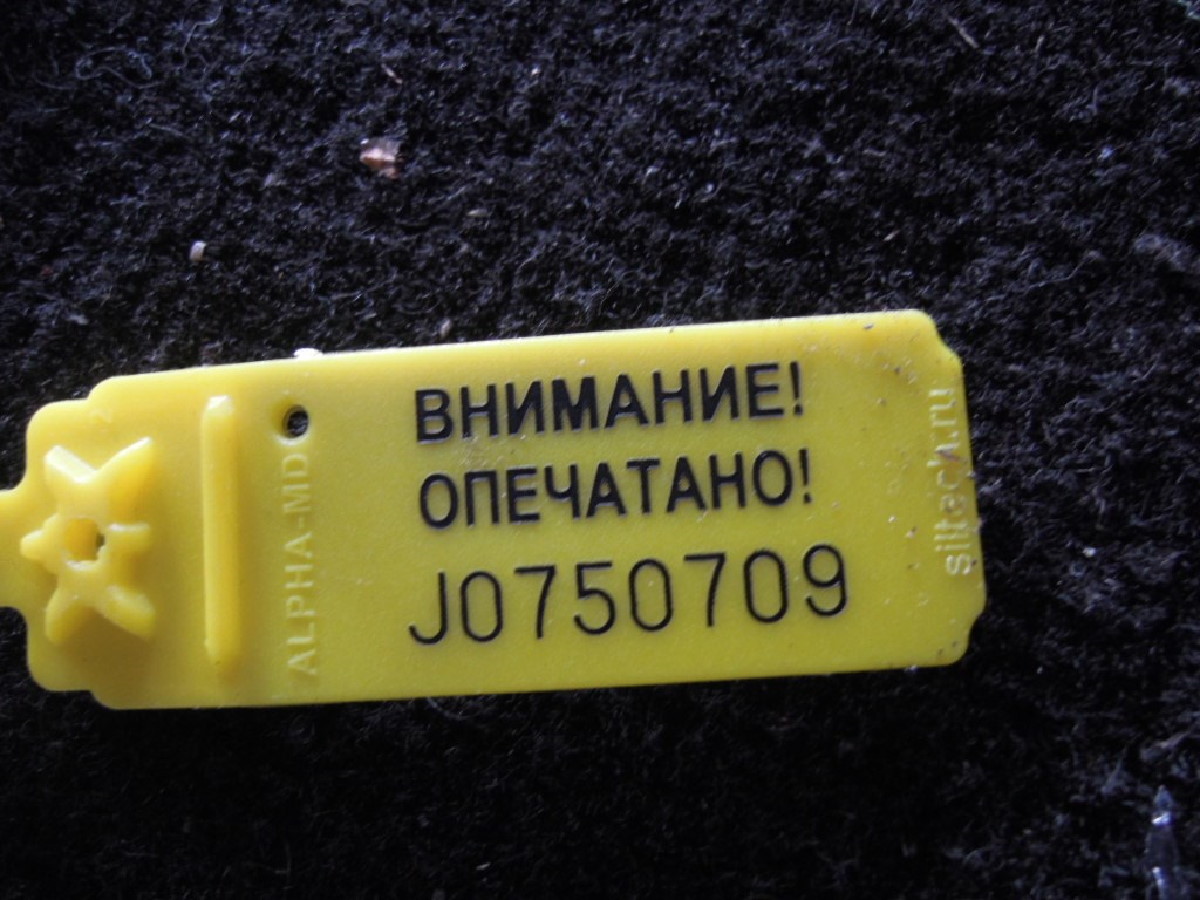 ВНИМАНИЕ!
ОПЕЧАТАНО!
J0750709
ALPHA-MD
siltech.ru